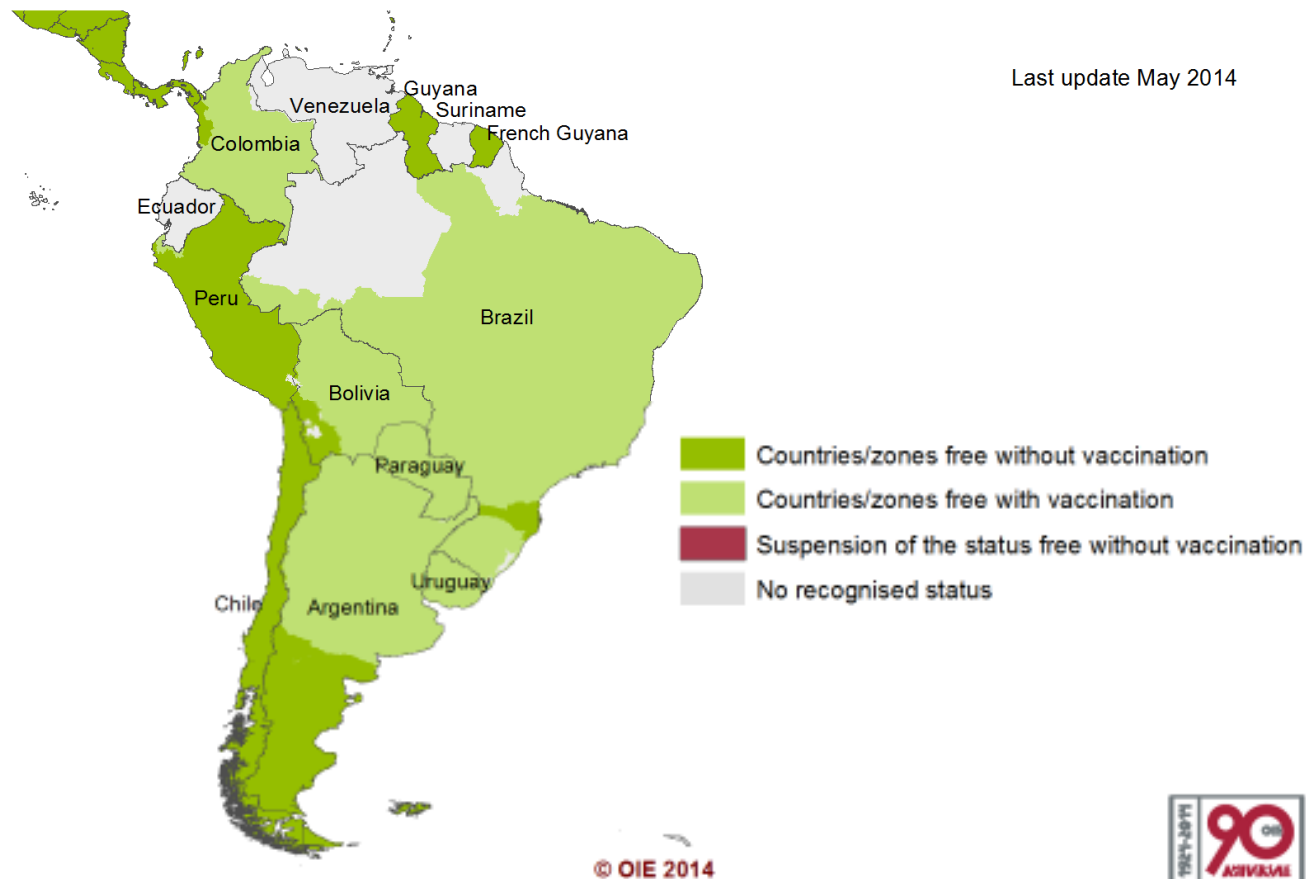 Last update May 2014
Guyana
Venezuela
Suriname
French Guyana
Colombia
Ecuador
Peru
Brazil
Bolivia
Paraguay
Uruguay
Chile
Argentina
Countries/zones free without vaccination
Countries/zones free with vaccination
Suspension of the status free without vaccination
No recognised status
© OIE 2014
90
OIE